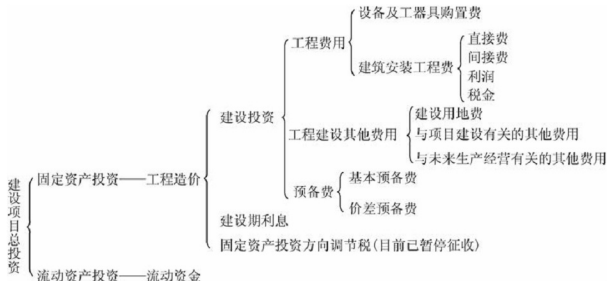 设备及工器具购置费
工程费用
直接费
建筑安装工程费
间接费
利润
税金
建设投资
建设用地费
工程建设其他费用
与项目建设有关的其他费用
与未来生产经营有关的其他费用
建设项目总投资
固定资产投资——工程造价
基本预备费
预备费
价差预备费
建设期利息
固定资产投资方向调节税(目前已暂停征收)
流动资产投资——流动资金